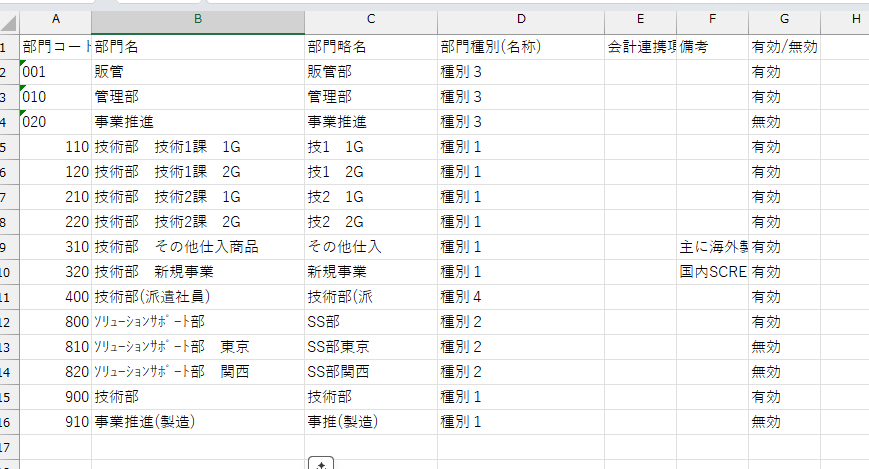 A B C D E F G H
1 部門コード 部門名 部門略名 部門種別(名称) 会計連携項 備考 有効/無効
2 001 販管 販管部 種別3 有効
3 010 管理部 管理部 種別3 有効
4 020 事業推進 事業推進 種別3 無効
5 110 技術部　技術1課　1G 技1　1G 種別1 有効
6 120 技術部　技術1課　2G 技1　2G 種別1 有効
7 210 技術部　技術2課　1G 技2　1G 種別1 有効
8 220 技術部　技術2課　2G 技2　2G 種別1 有効
9 310 技術部　その他仕入商品 その他仕入 種別1 主に海外 有効
10 320 技術部　新規事業 新規事業 種別1 国内SCRE 有効
11 400 技術部(派遣社員) 技術部(派 種別4 有効
12 800 ｿﾘｭｰｼｮﾝｻﾎﾟｰﾄ部 SS部 種別2 有効
13 810 ｿﾘｭｰｼｮﾝｻﾎﾟｰﾄ部　東京 SS部東京 種別2 無効
14 820 ｿﾘｭｰｼｮﾝｻﾎﾟｰﾄ部　関西 SS部関西 種別2 無効
15 900 技術部 技術部 種別1 有効
16 910 事業推進(製造) 事推(製造) 種別1 無効
17